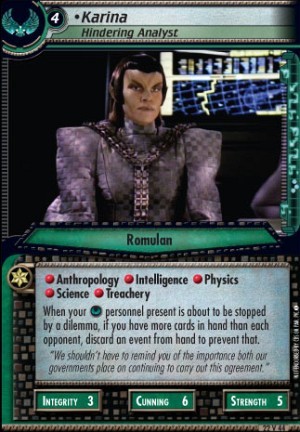 4 •Karina
Hindering Analyst
Romulan
Anthropology Intelligence Physics
Science Treachery
When your personnel present is about to be stopped
by a dilemma, if you have more cards in hand than each
opponent, discard an event from hand to prevent that.
"We shouldn't have to remind you of the importance both our
governments place on continuing to carry out this agreement."
INTEGRITY 3 CUNNING 6 STRENGTH 5